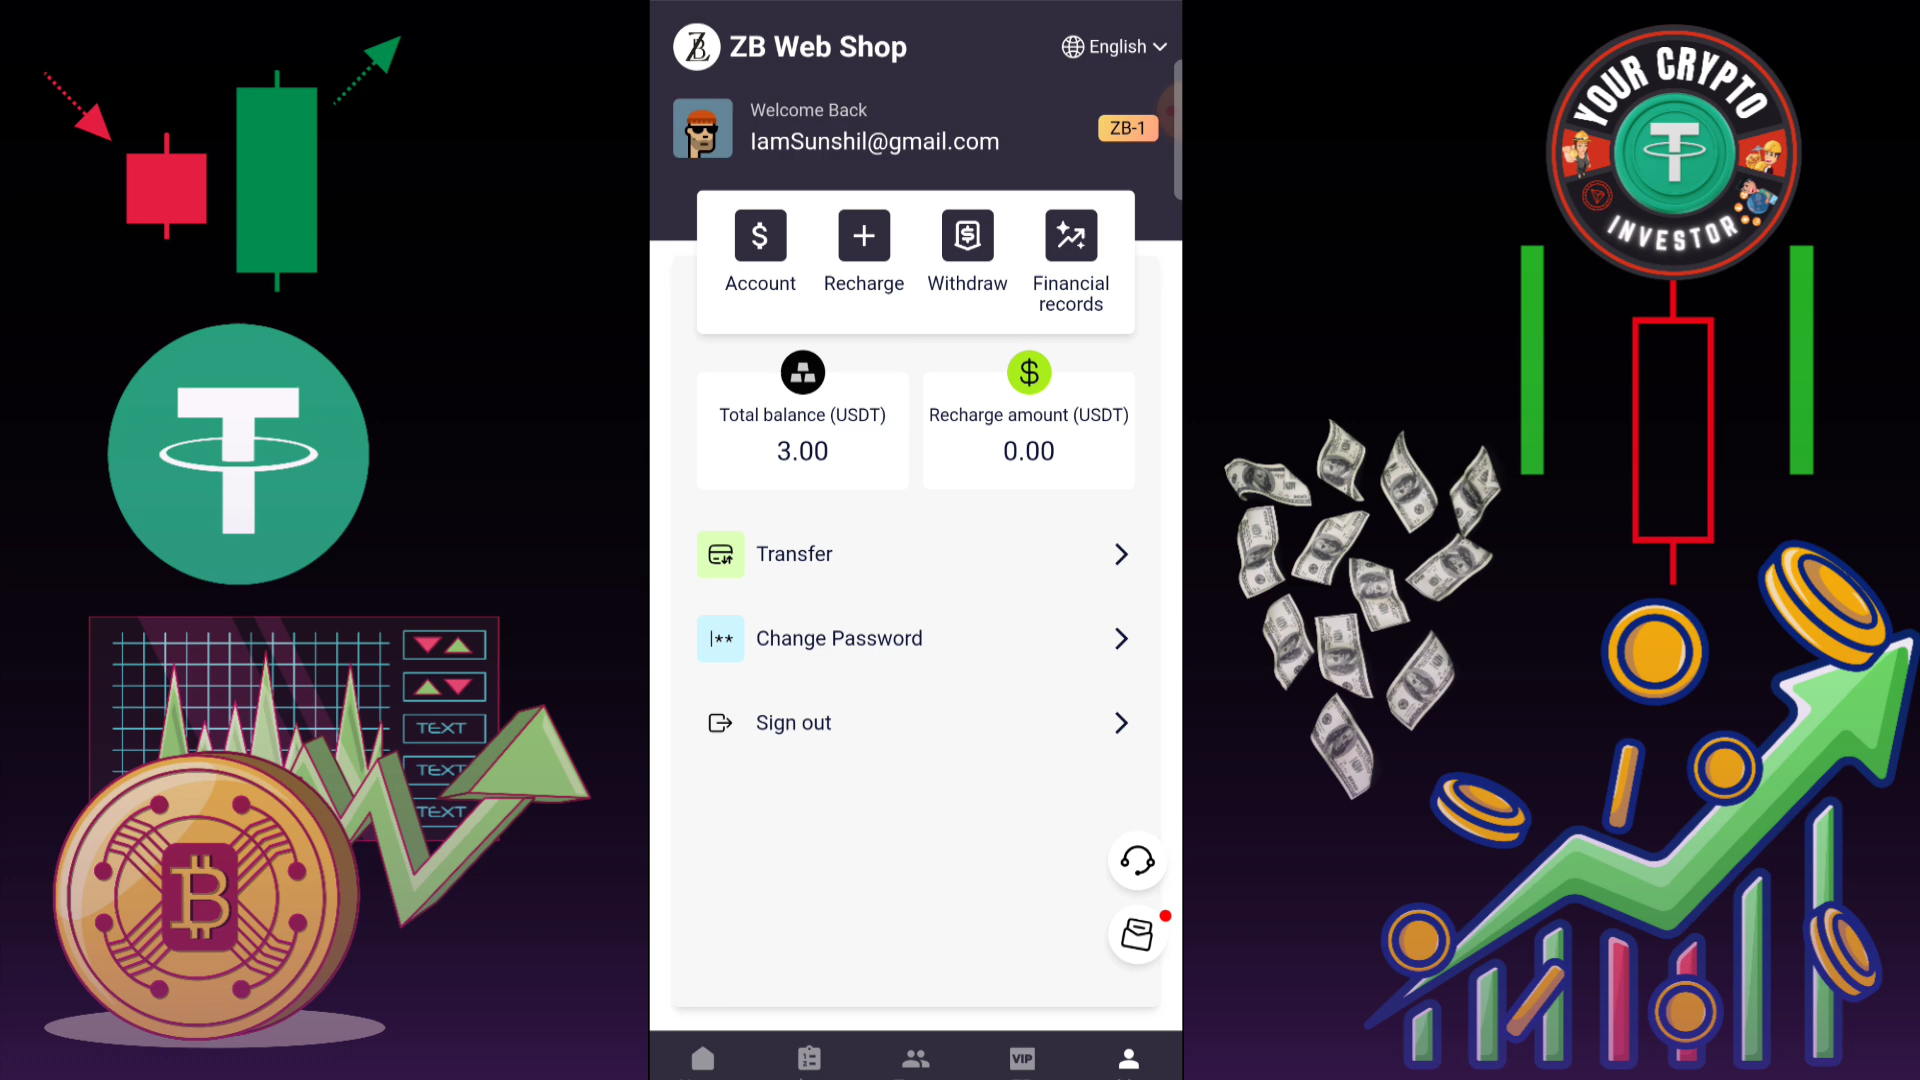 ZB Web Shop
English
Welcome Back
IamSunshil@gmail.com
ZB-1
$
Account
Recharge
Withdraw
Financial
records
Total balance (USDT)
3.00
$
Recharge amount (USDT)
0.00
Transfer
|** Change Password
Sign out
VIP
TEXT
TEXT
TEXT
YOUR CRYPTO
INVESTOR